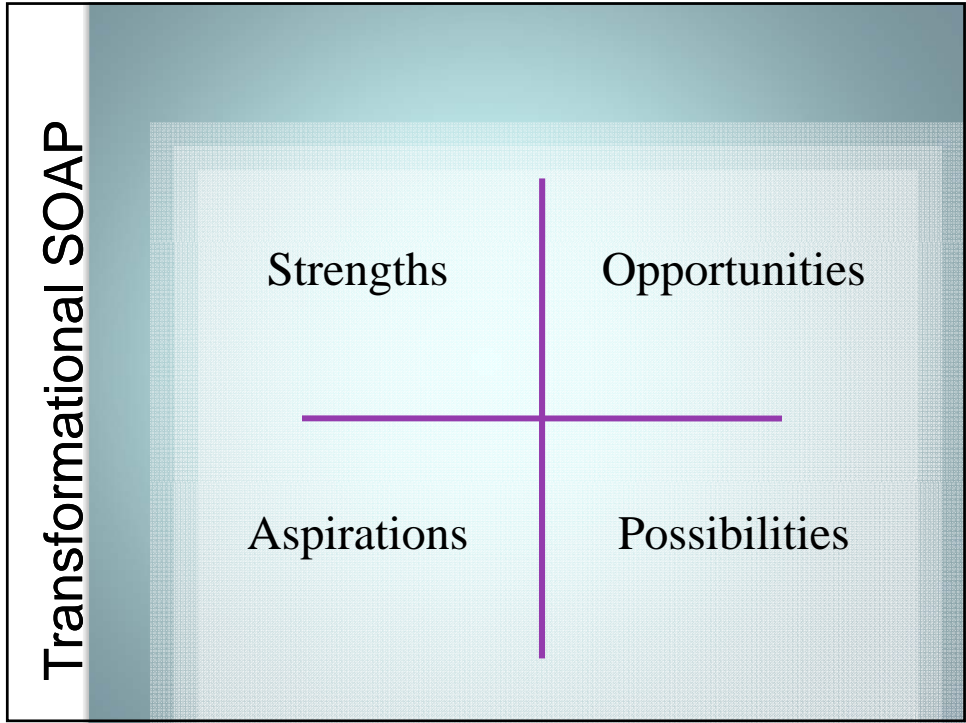 Transformational SOAP
Strengths
Opportunities
Aspirations
Possibilities